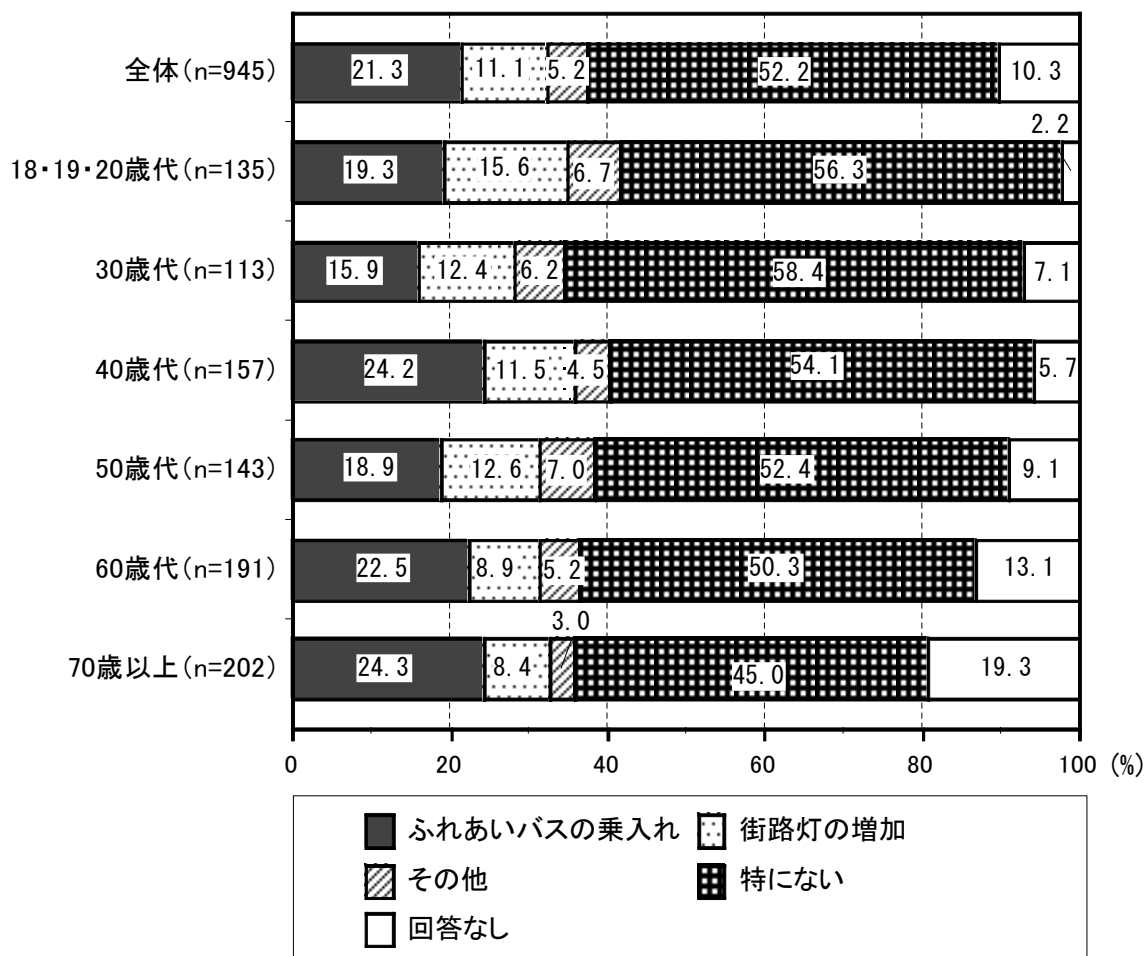 全体(n=945) 21.3 11.1 5.2 52.2 10.3
2.2
18・19・20歳代(n=135) 19.3 15.6 6.7 56.3
30歳代(n=113) 15.9 12.4 6.2 58.4 7.1
40歳代(n=157) 24.2 11.5 4.5 54.1 5.7
50歳代(n=143) 18.9 12.6 7.0 52.4 9.1
60歳代(n=191) 22.5 8.9 5.2 50.3 13.1
3.0
70歳以上(n=202) 24.3 8.4 45.0 19.3
0 20 40 60 80 100 (%)
ふれあいバスの乗入れ 街路灯の増加
その他 特にない
回答なし